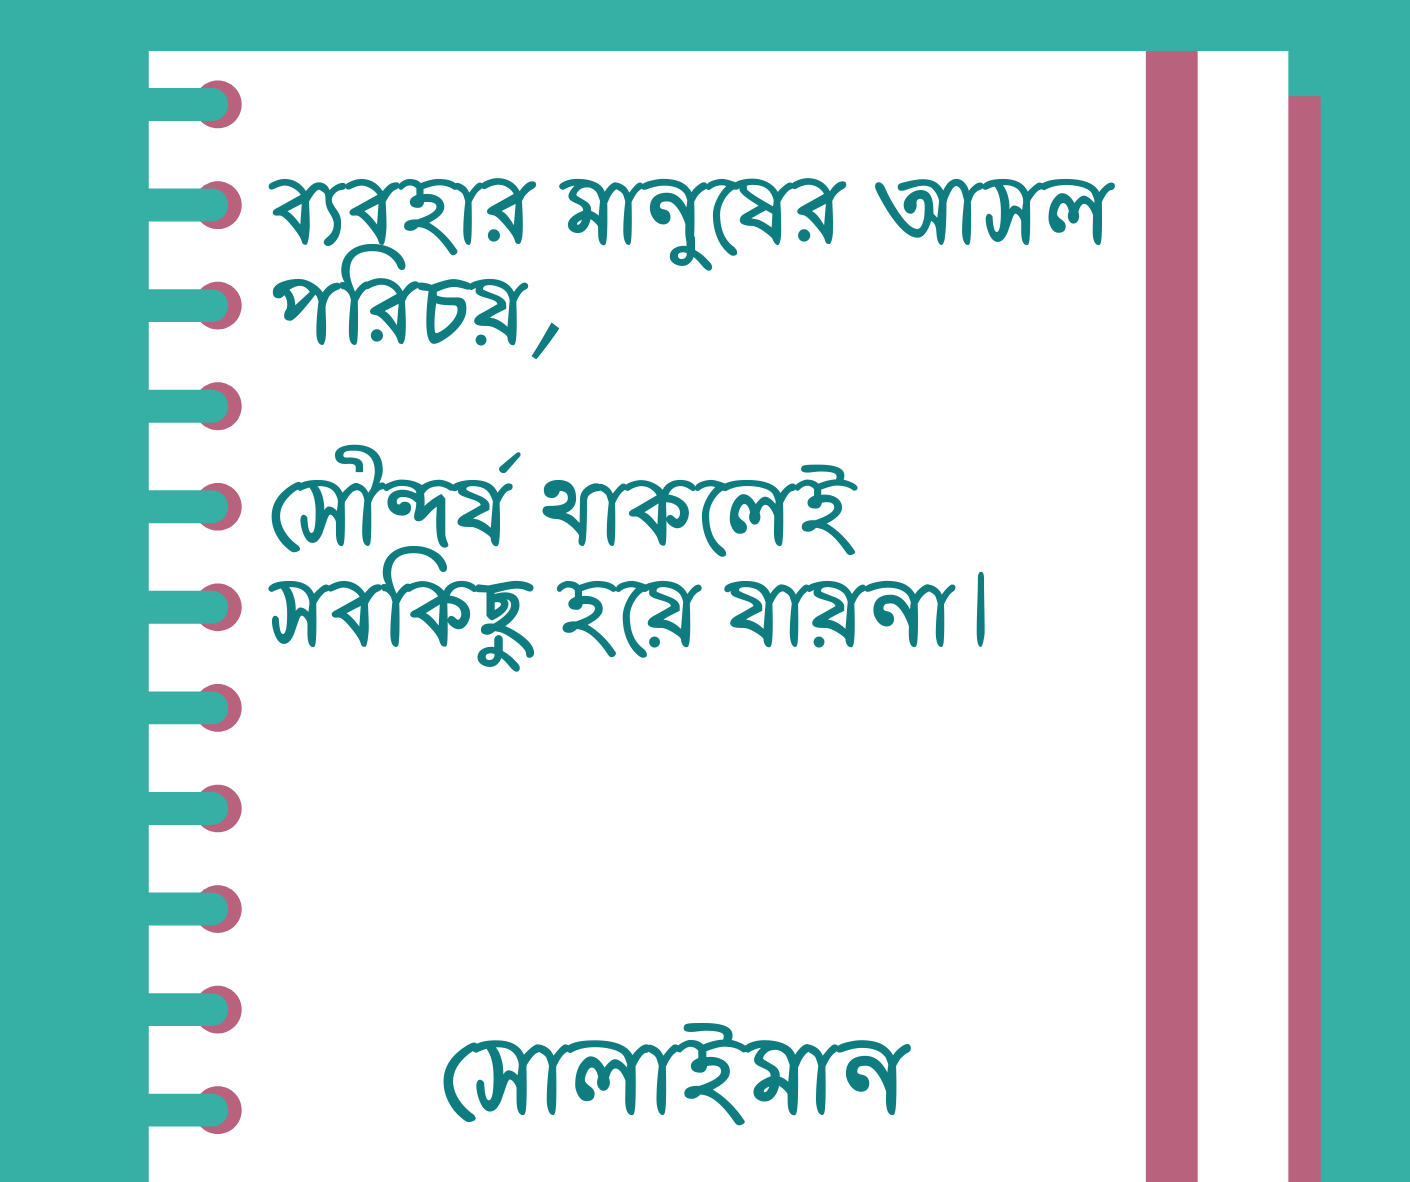 ব্যবহার মানুষের আসল
পরিচয়,
সৌন্দর্য থাকলেই
সবকিছু হয়ে যায়না।
সোলাইমান